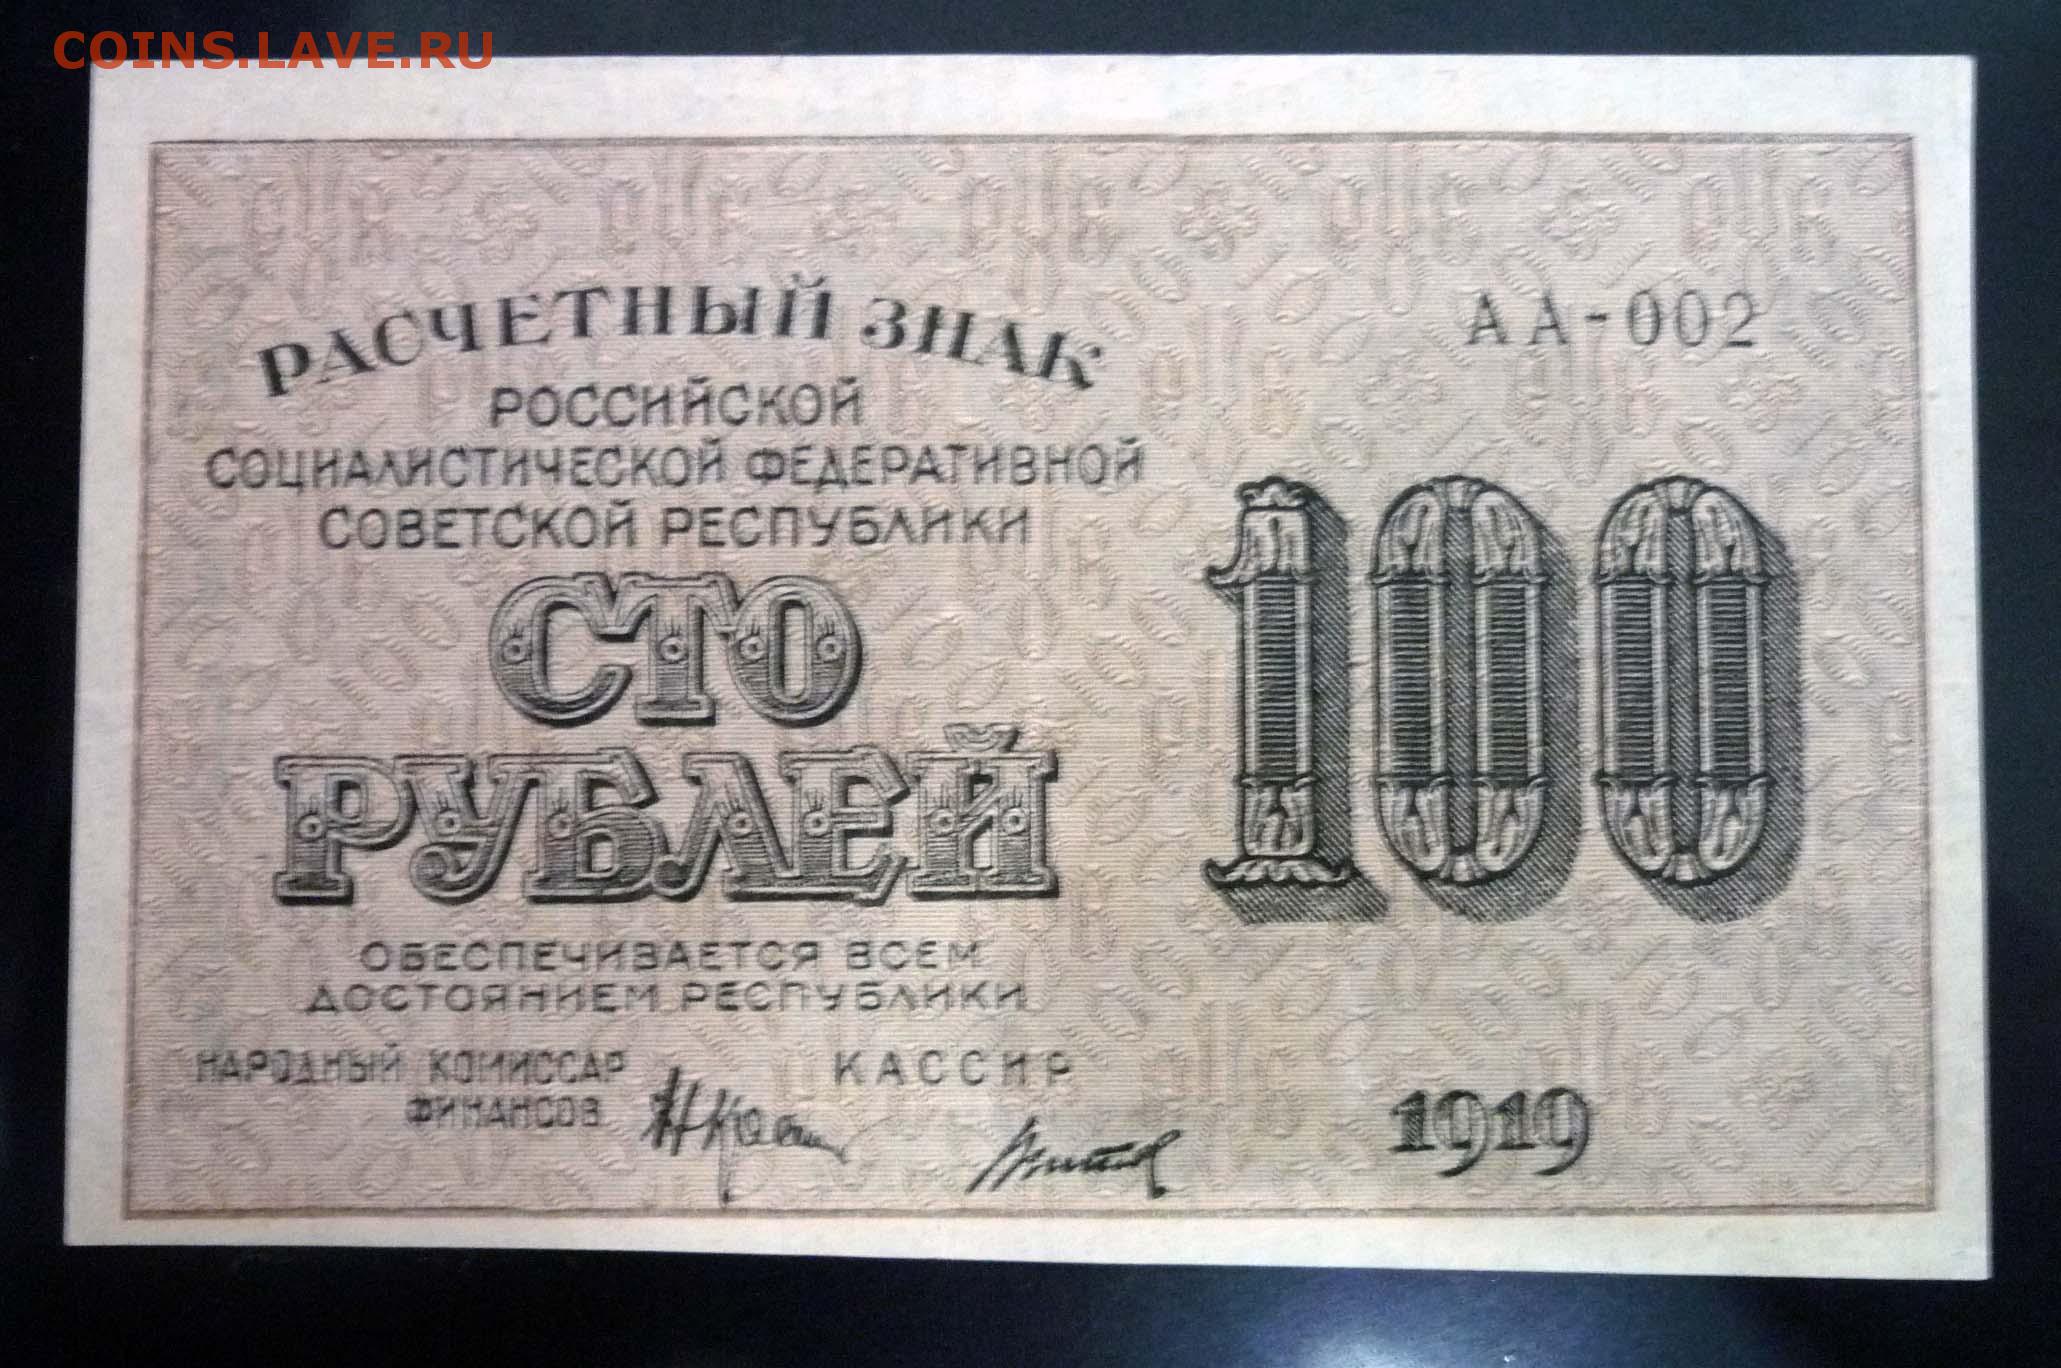 COINS.LAVE.RU
РАСЧЕТНЫЙ ЗНАК
АА-002
РОССИЙСКОЙ
СОЦИАЛИСТИЧЕСКОЙ ФЕДЕРАТИВНОЙ
СОВЕТСКОЙ РЕСПУБЛИКИ
СТО
РУБЛЕЙ
100
ОБЕСПЕЧИВАЕТСЯ ВСЕМ
ДОСТОЯНИЕМ РЕСПУБЛИКИ
НАРОДНЫЙ КОМИССАР
ФИНАНСОВ
КАССИР
1919